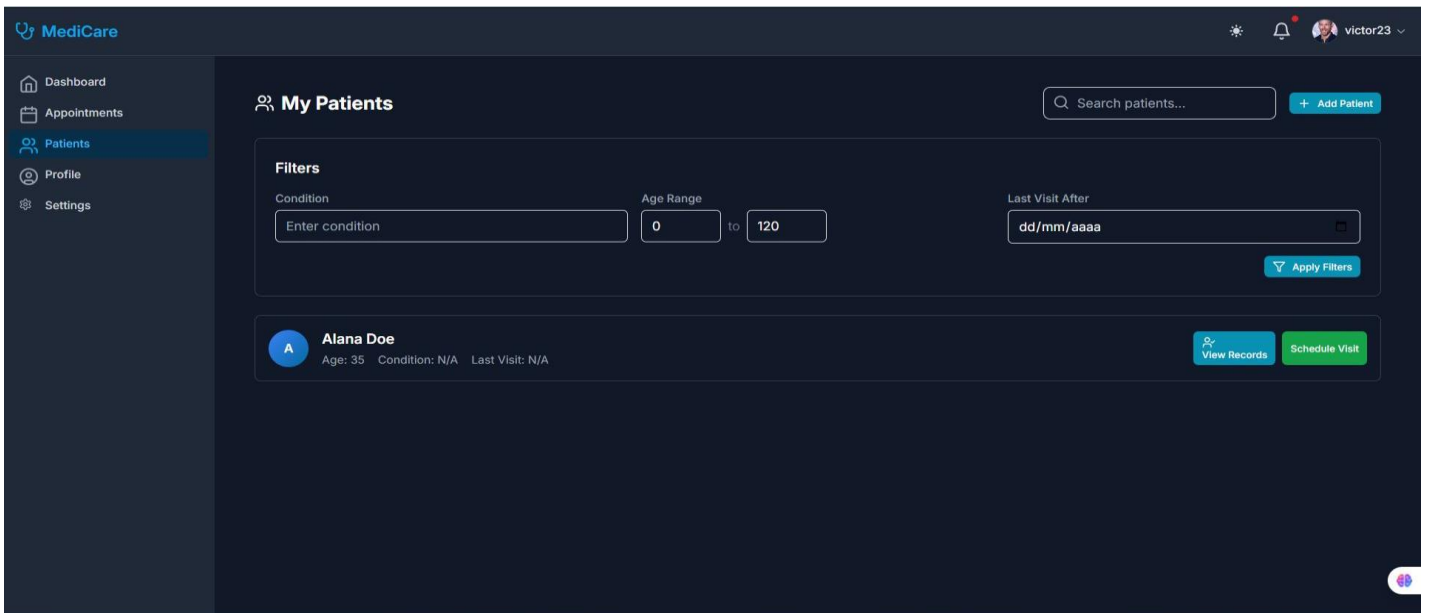 MediCare
victor23
Dashboard
Appointments
Patients
Profile
Settings
My Patients
Search patients...
+ Add Patient
Filters
Condition
Enter condition
Age Range
0 to 120
Last Visit After
dd/mm/aaaa
Apply Filters
A
Alana Doe
Age: 35 Condition: N/A Last Visit: N/A
View Records
Schedule Visit